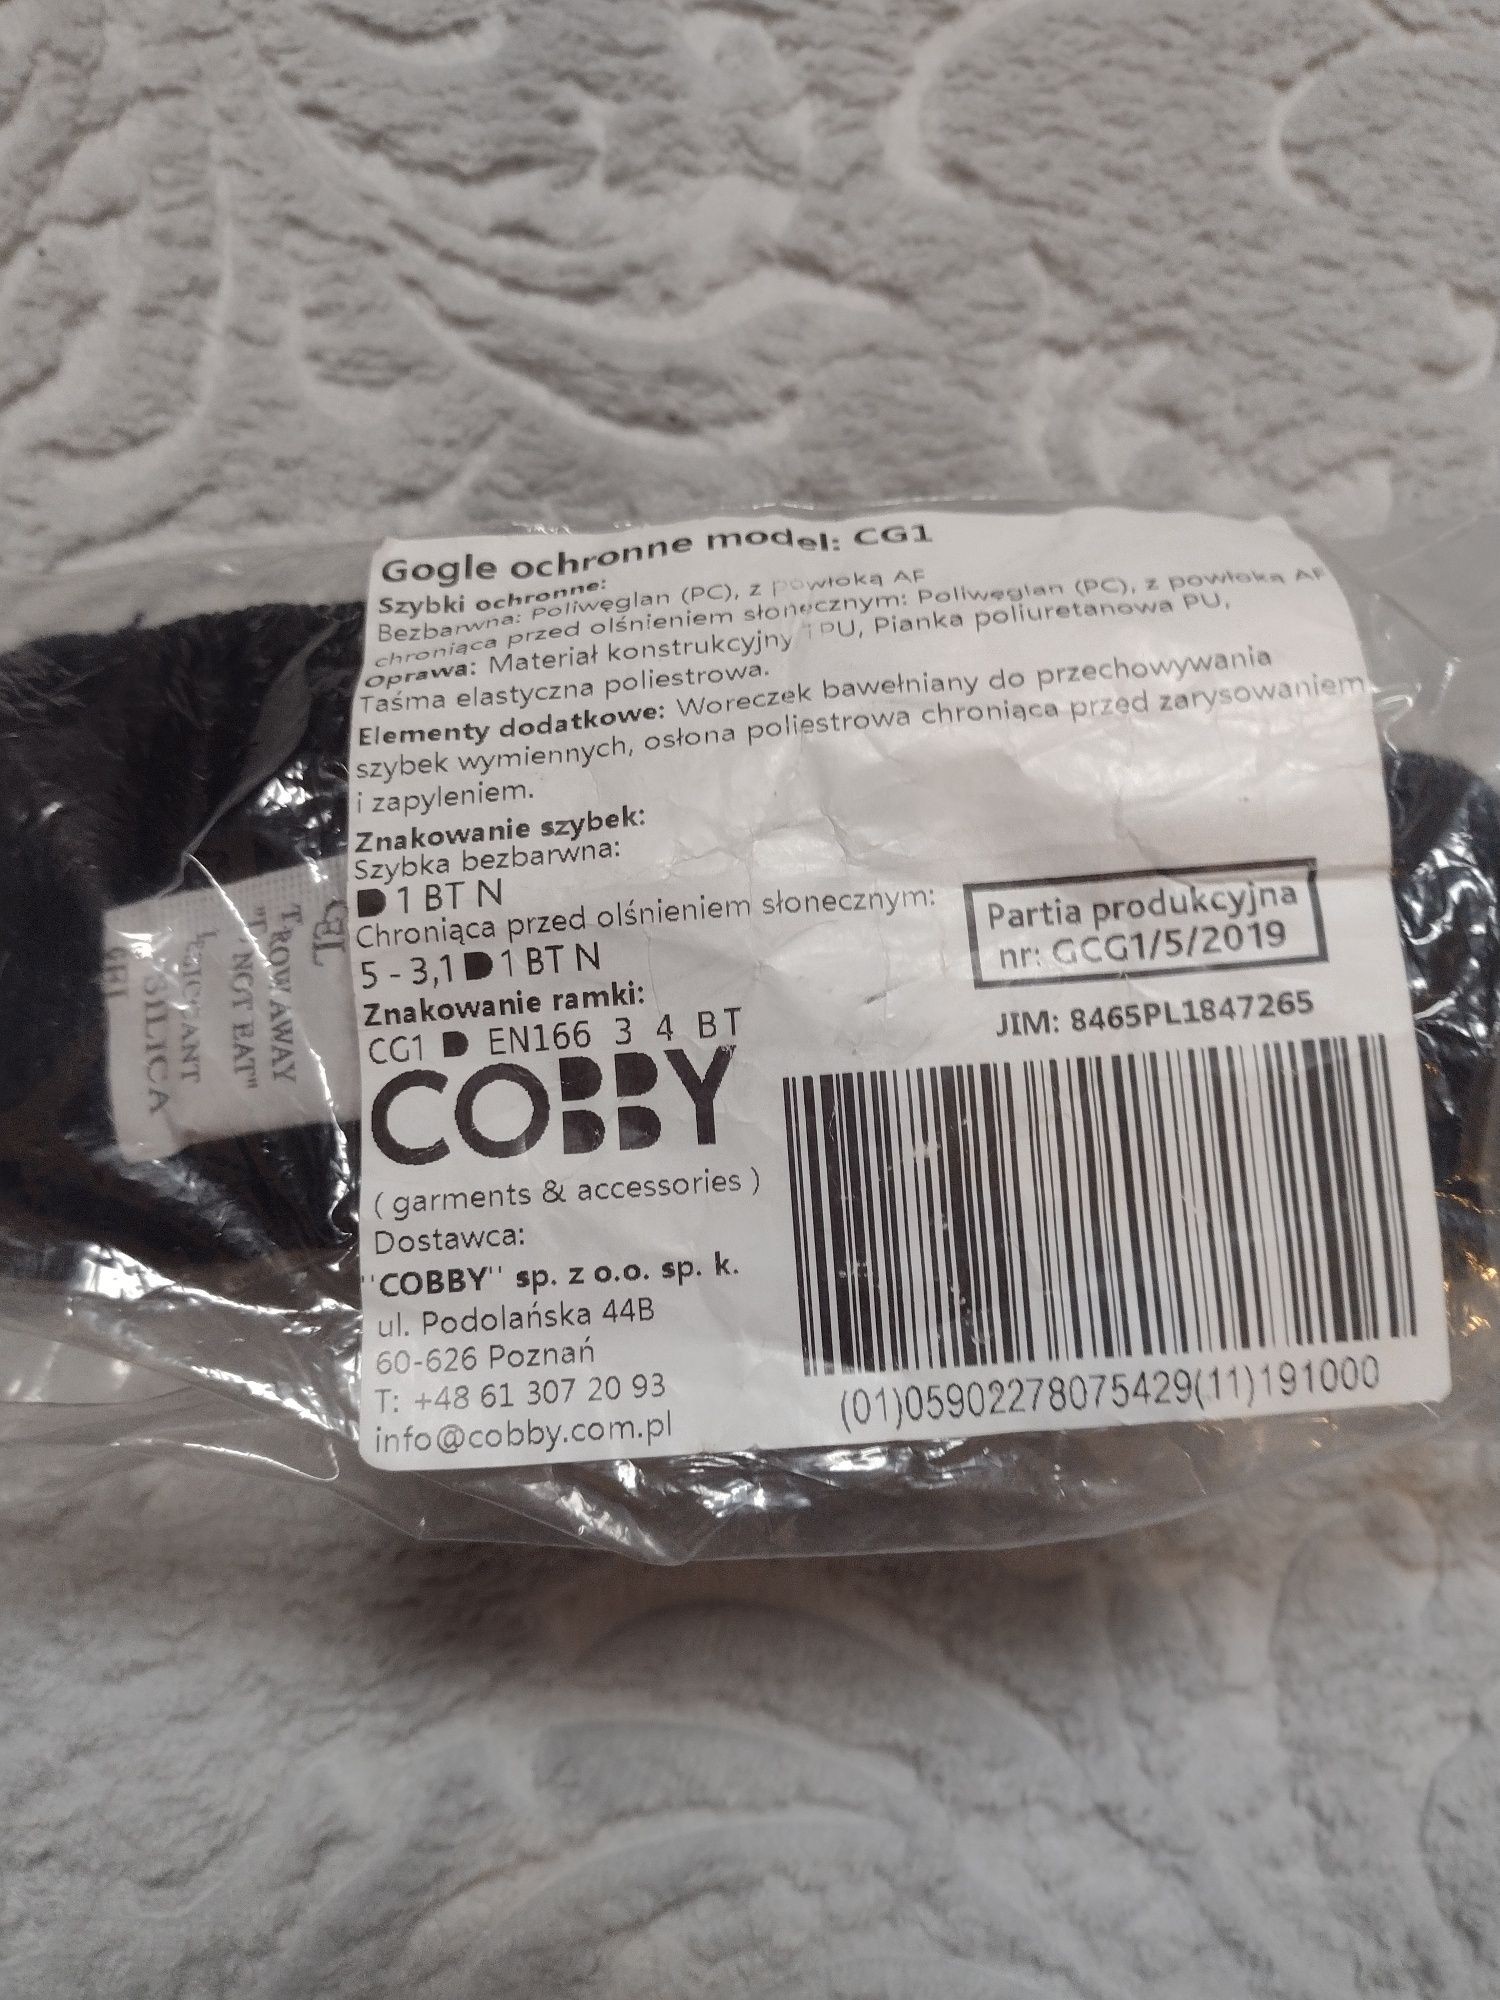 Gogle ochronne model: CG1
Szybki ochronne:
Bezbarwna: Poliwęglan (PC), z powłoką AF
chroniąca przed olśnieniem słonecznym: Poliwęglan (PC), z powłoką AF
Oprawa: Materiał konstrukcyjny TPU, Pianka poliuretanowa PU,
Taśma elastyczna poliestrowa.
Elementy dodatkowe: Woreczek bawełniany do przechowywania
szybek wymiennych, osłona poliestrowa chroniąca przed zarysowaniem
i zapyleniem.
Znakowanie szybek:
Szybka bezbarwna:
D 1 BT N
Chroniąca przed olśnieniem słonecznym:
5 - 3,1 D 1 BT N
Znakowanie ramki:
CG1 D EN166 3 4 BT
COBBY
( garments & accessories )
Dostawca:
"COBBY" sp. z o.o. sp. k.
ul. Podolańska 44B
60-626 Poznań
T: +48 61 307 20 93
info@cobby.com.pl
Partia produkcyjna
nr: GCG1/5/2019
JIM: 8465PL1847265
(01)05902278075429(11)191000
GEL
AWAY
NOT EAT"
SILICA